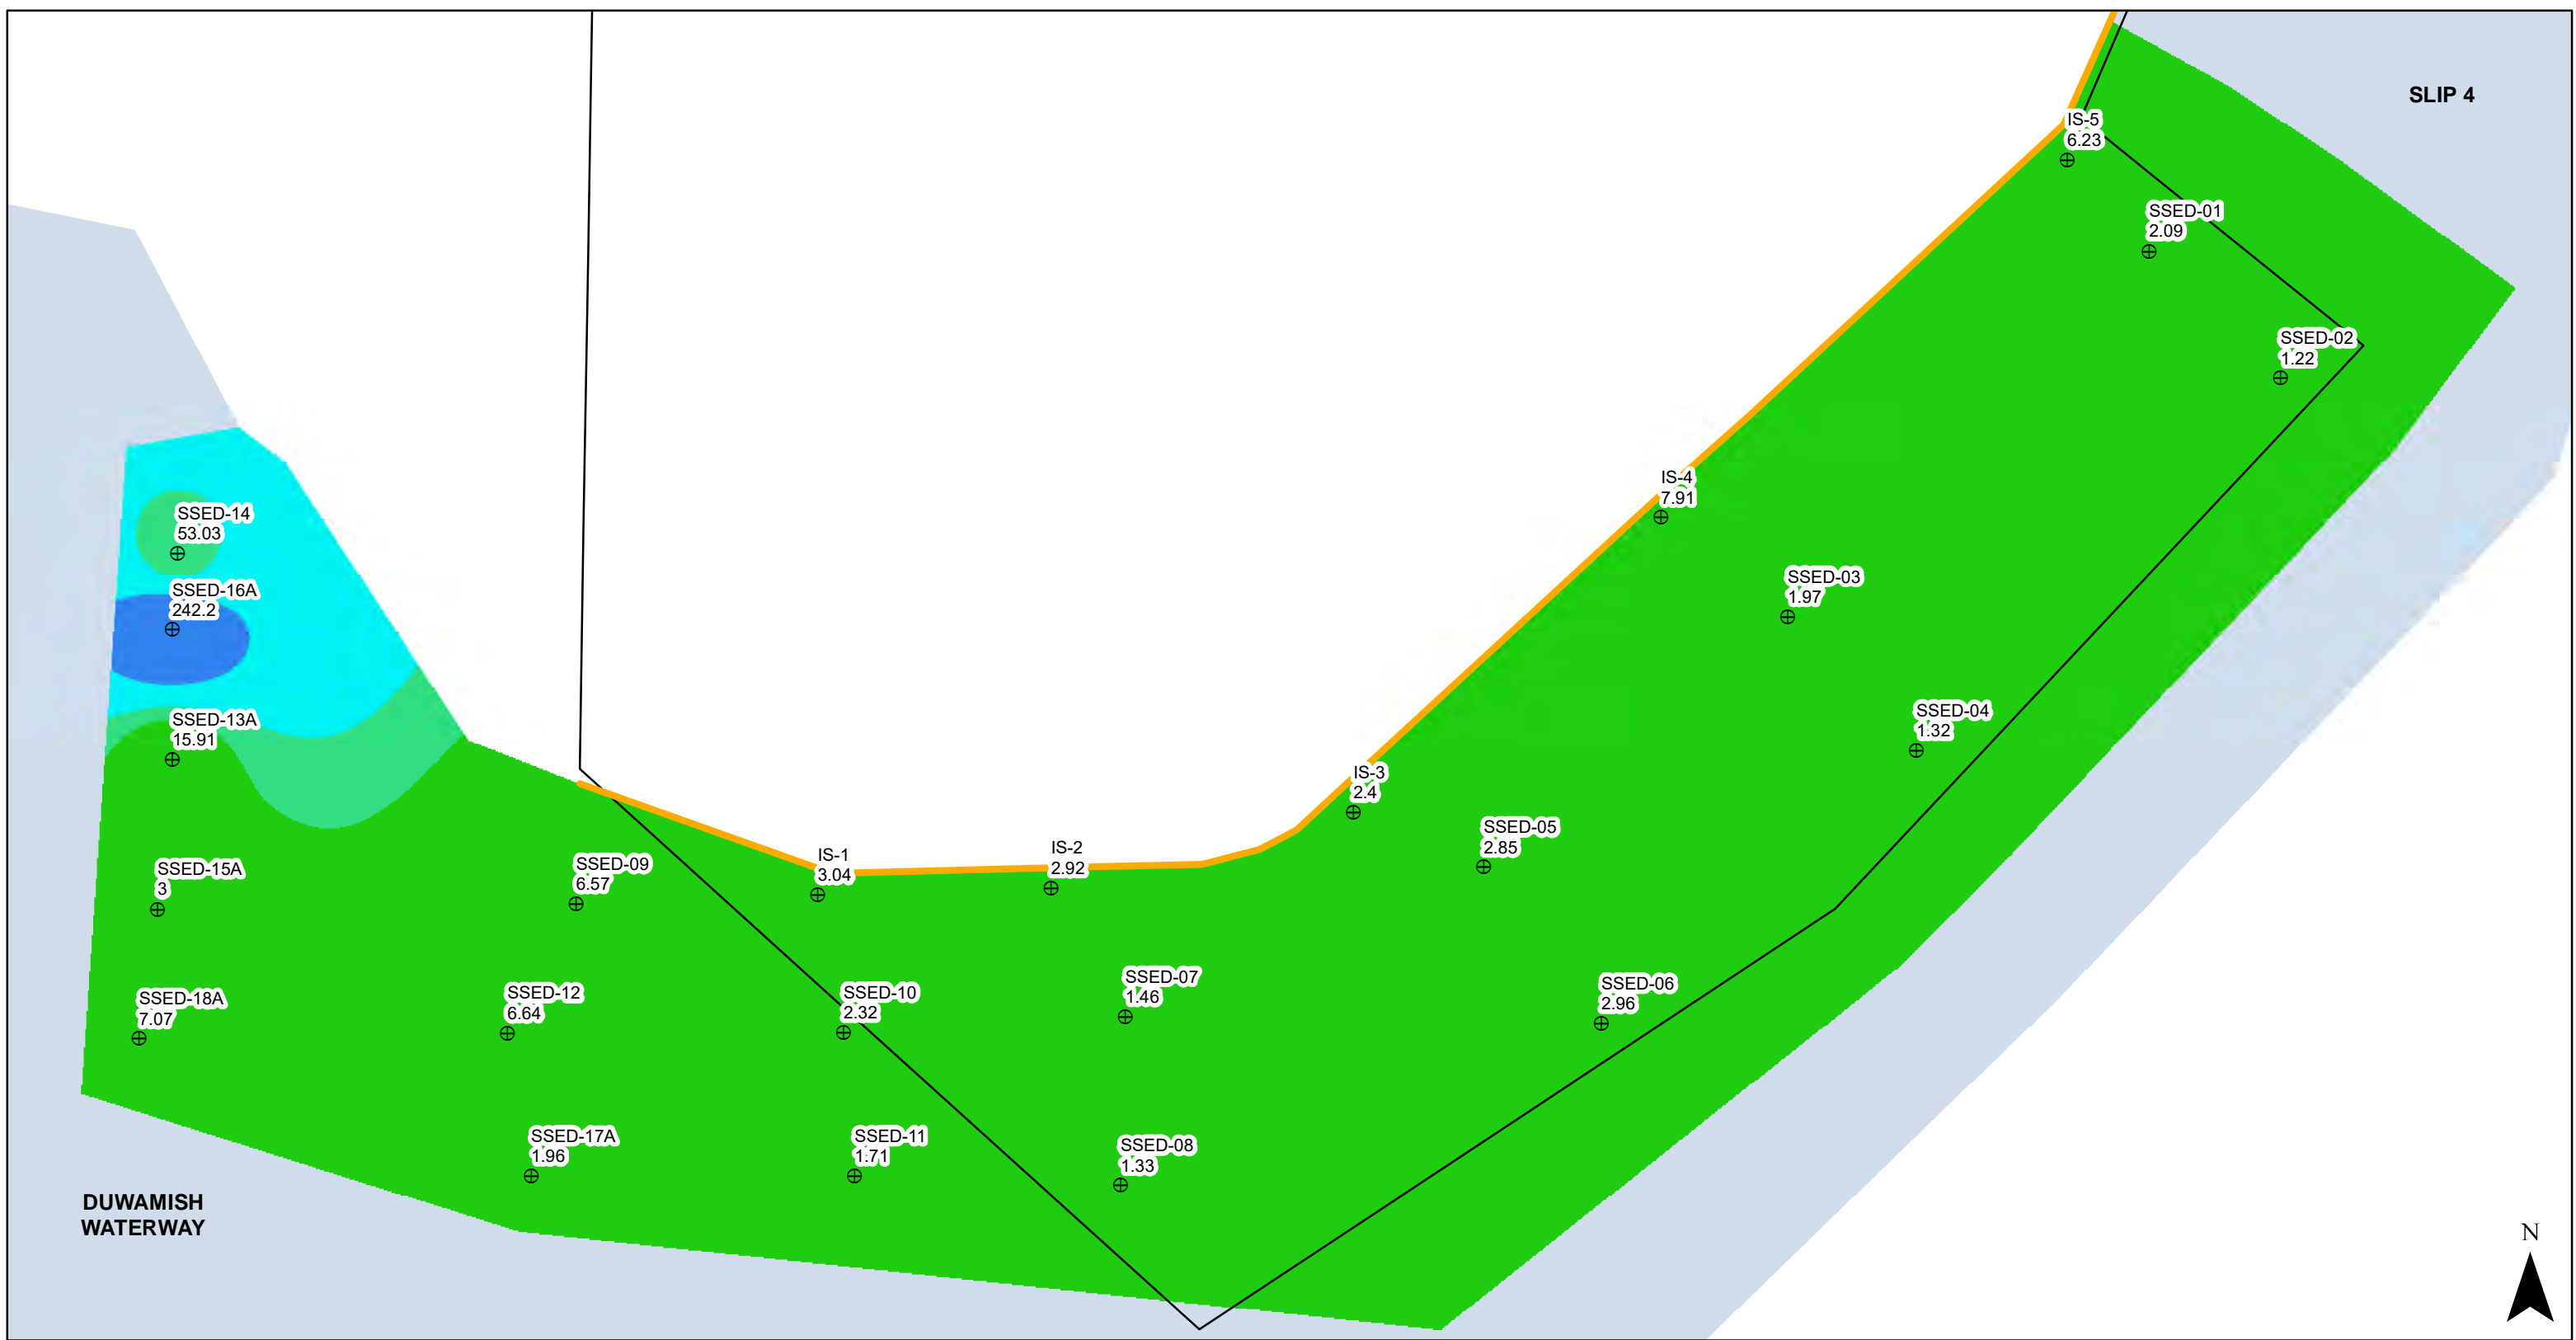 SLIP 4
IS-5
6.23
SSED-01
2.09
SSED-02
1.22
IS-4
7.91
SSED-14
53.03
SSED-03
1.97
SSED-16A
242.2
SSED-13A
15.91
SSED-04
1.32
IS-3
2.4
SSED-05
2.85
IS-2
2.92
IS-1
3.04
SSED-09
6.57
SSED-15A
3
SSED-07
1.46
SSED-06
2.96
SSED-10
2.32
SSED-12
6.64
SSED-18A
7.07
SSED-17A
1.96
SSED-11
1.71
SSED-08
1.33
DUWAMISH
WATERWAY
N